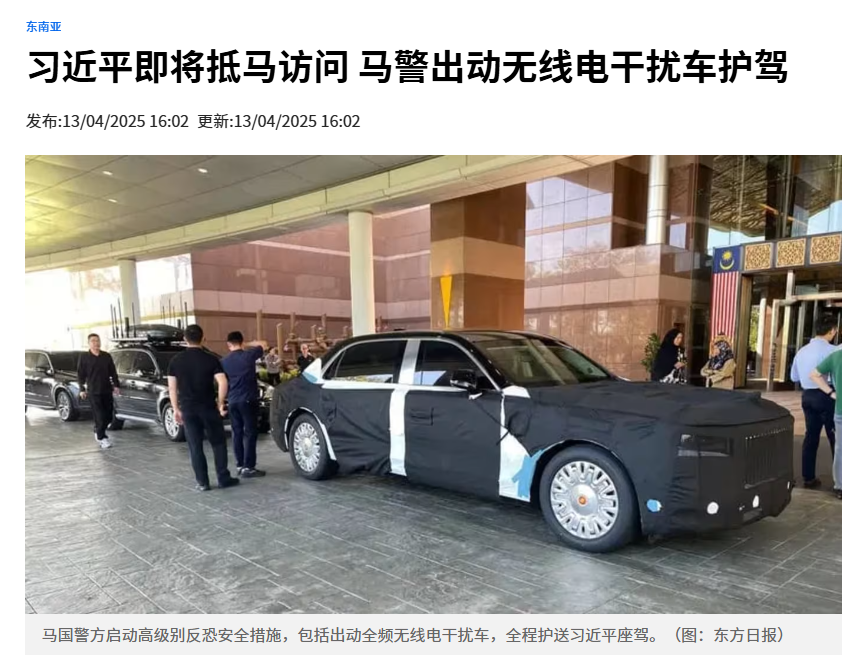 东南亚
习近平即将抵马访问 马警出动无线电干扰车护驾
发布:13/04/2025 16:02 更新:13/04/2025 16:02
马国警方启动高级别反恐安全措施，包括出动全频无线电干扰车，全程护送习近平座驾。（图：东方日报）